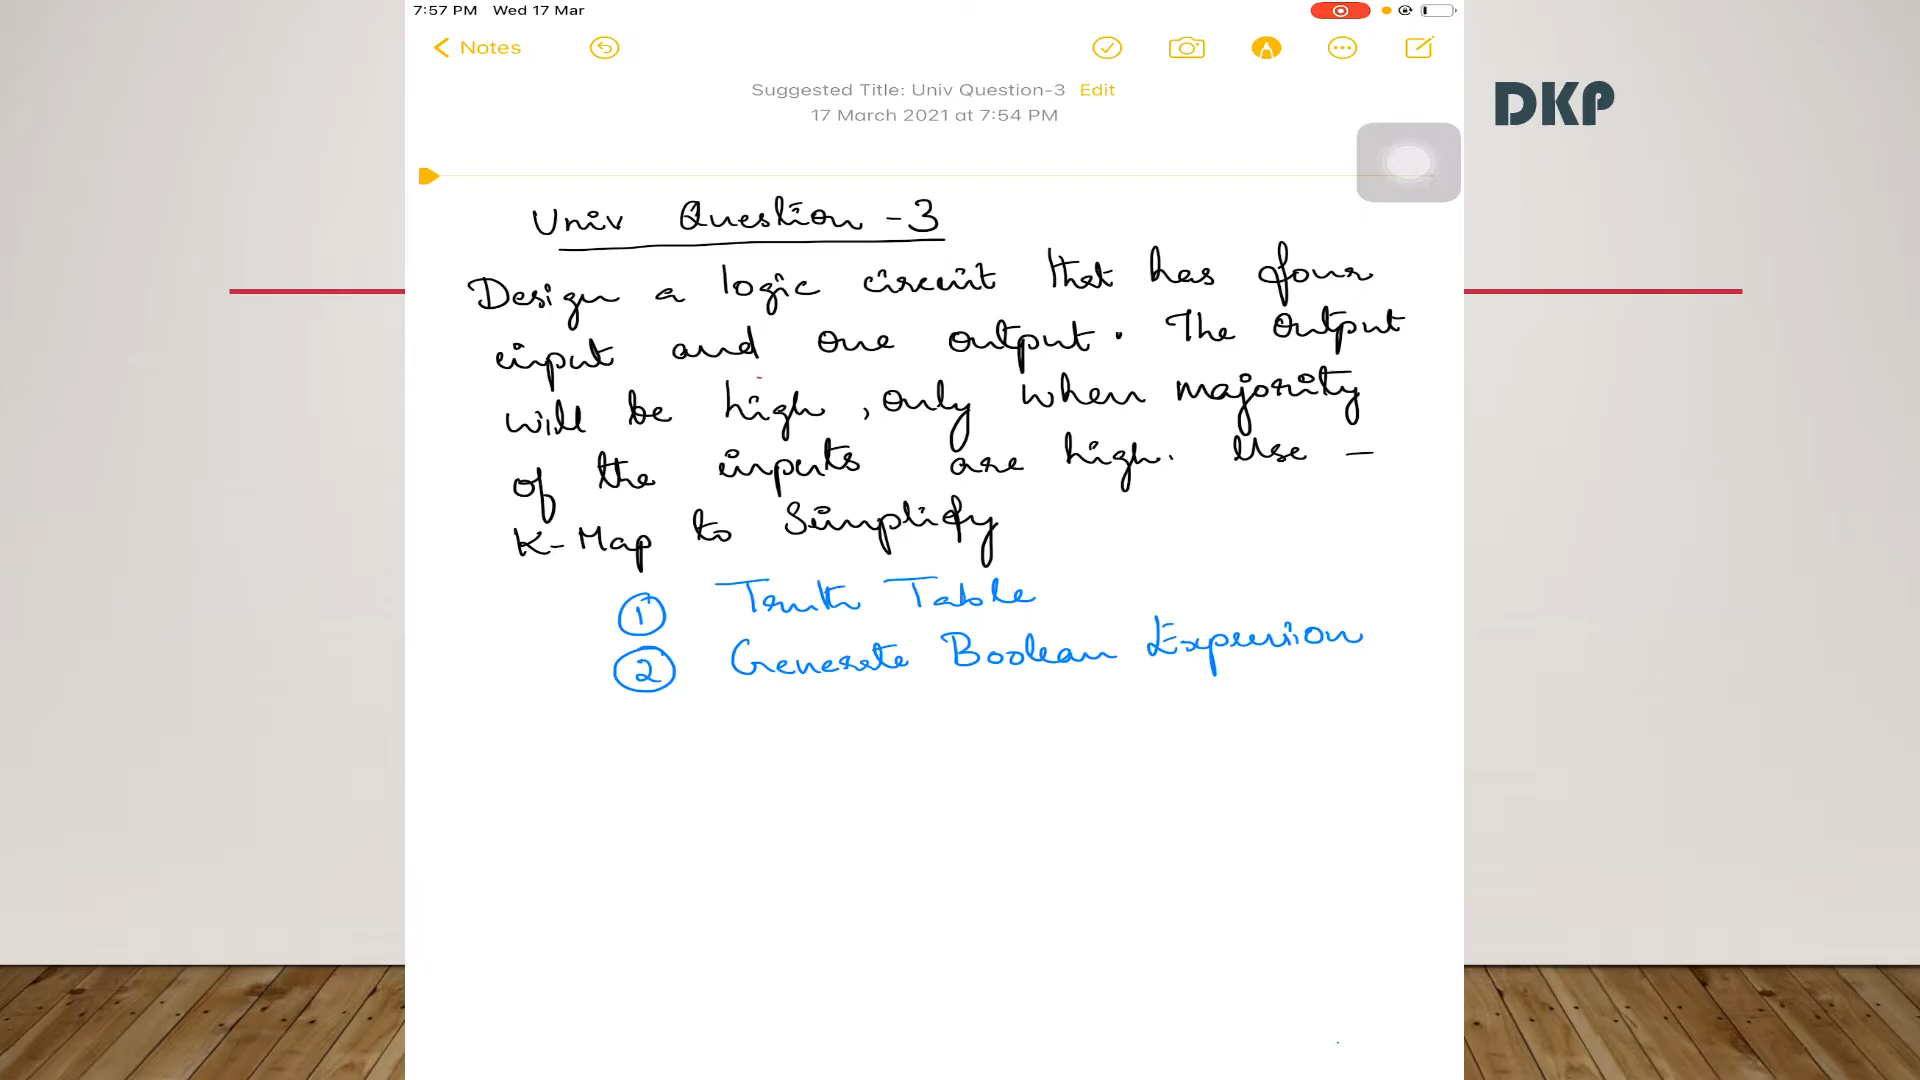 7:57 PM Wed 17 Mar
Notes
Suggested Title: Univ Question-3 Edit
17 March 2021 at 7:54 PM
DKP
Univ Question -3
Design a logic circuit that has four
input and one output. The output
will be high, only when majority
of the inputs are high. Use -
K-Map to Simplify
① Truth Table
② Generate Boolean Expression